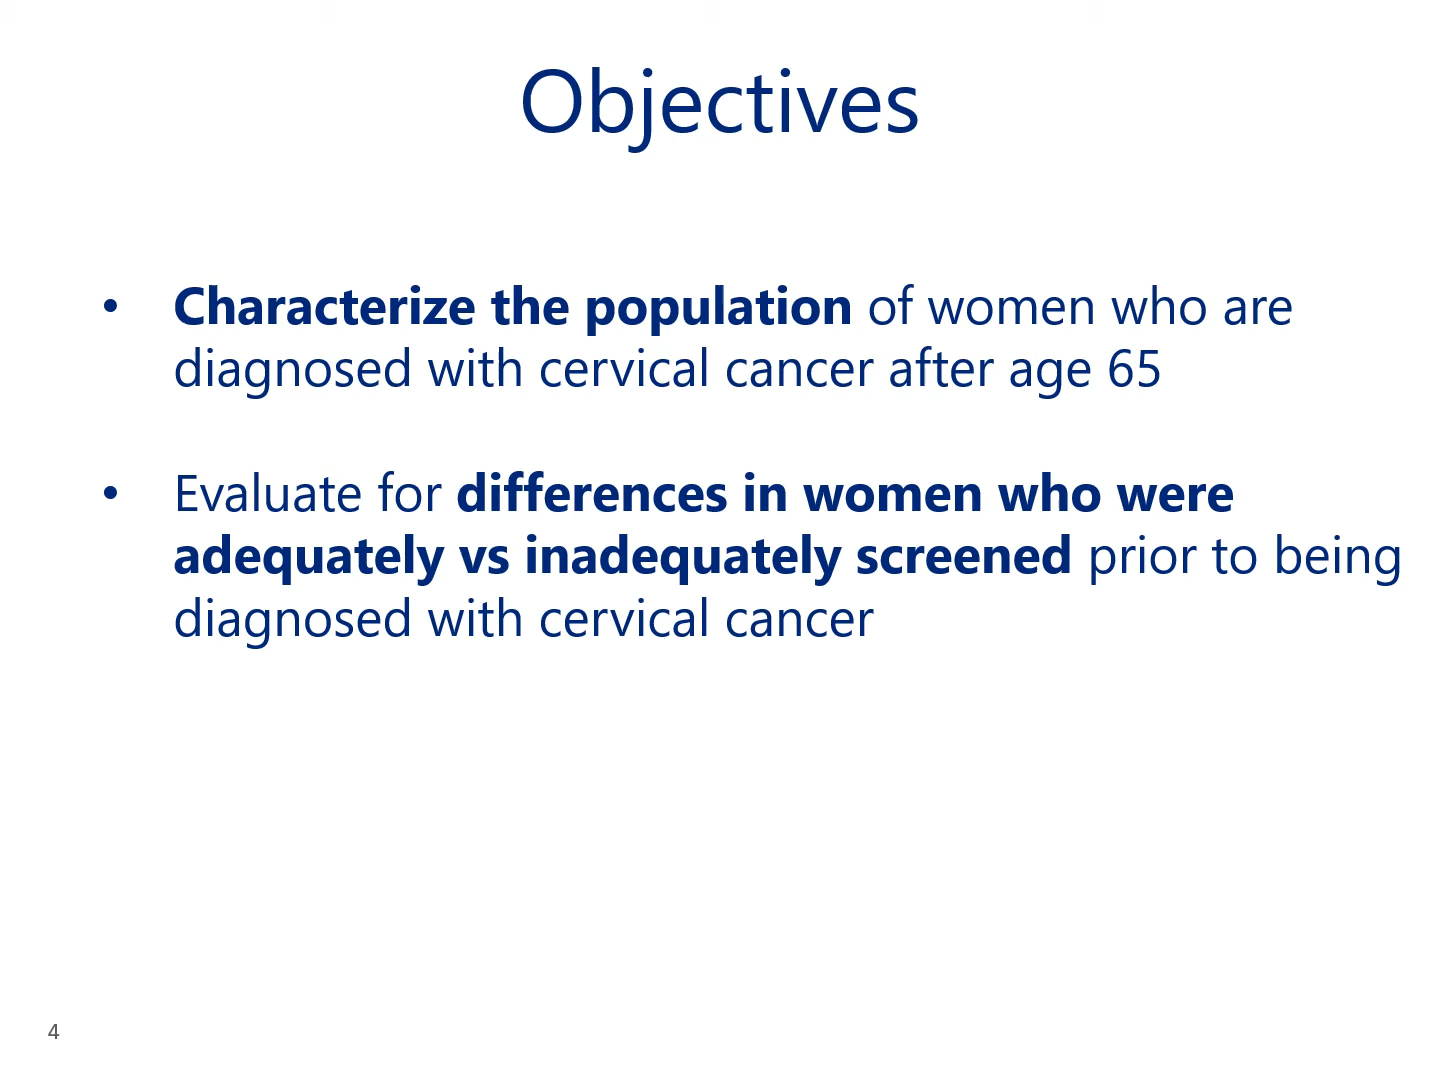 Objectives
• Characterize the population of women who are
diagnosed with cervical cancer after age 65
• Evaluate for differences in women who were
adequately vs inadequately screened prior to being
diagnosed with cervical cancer
4